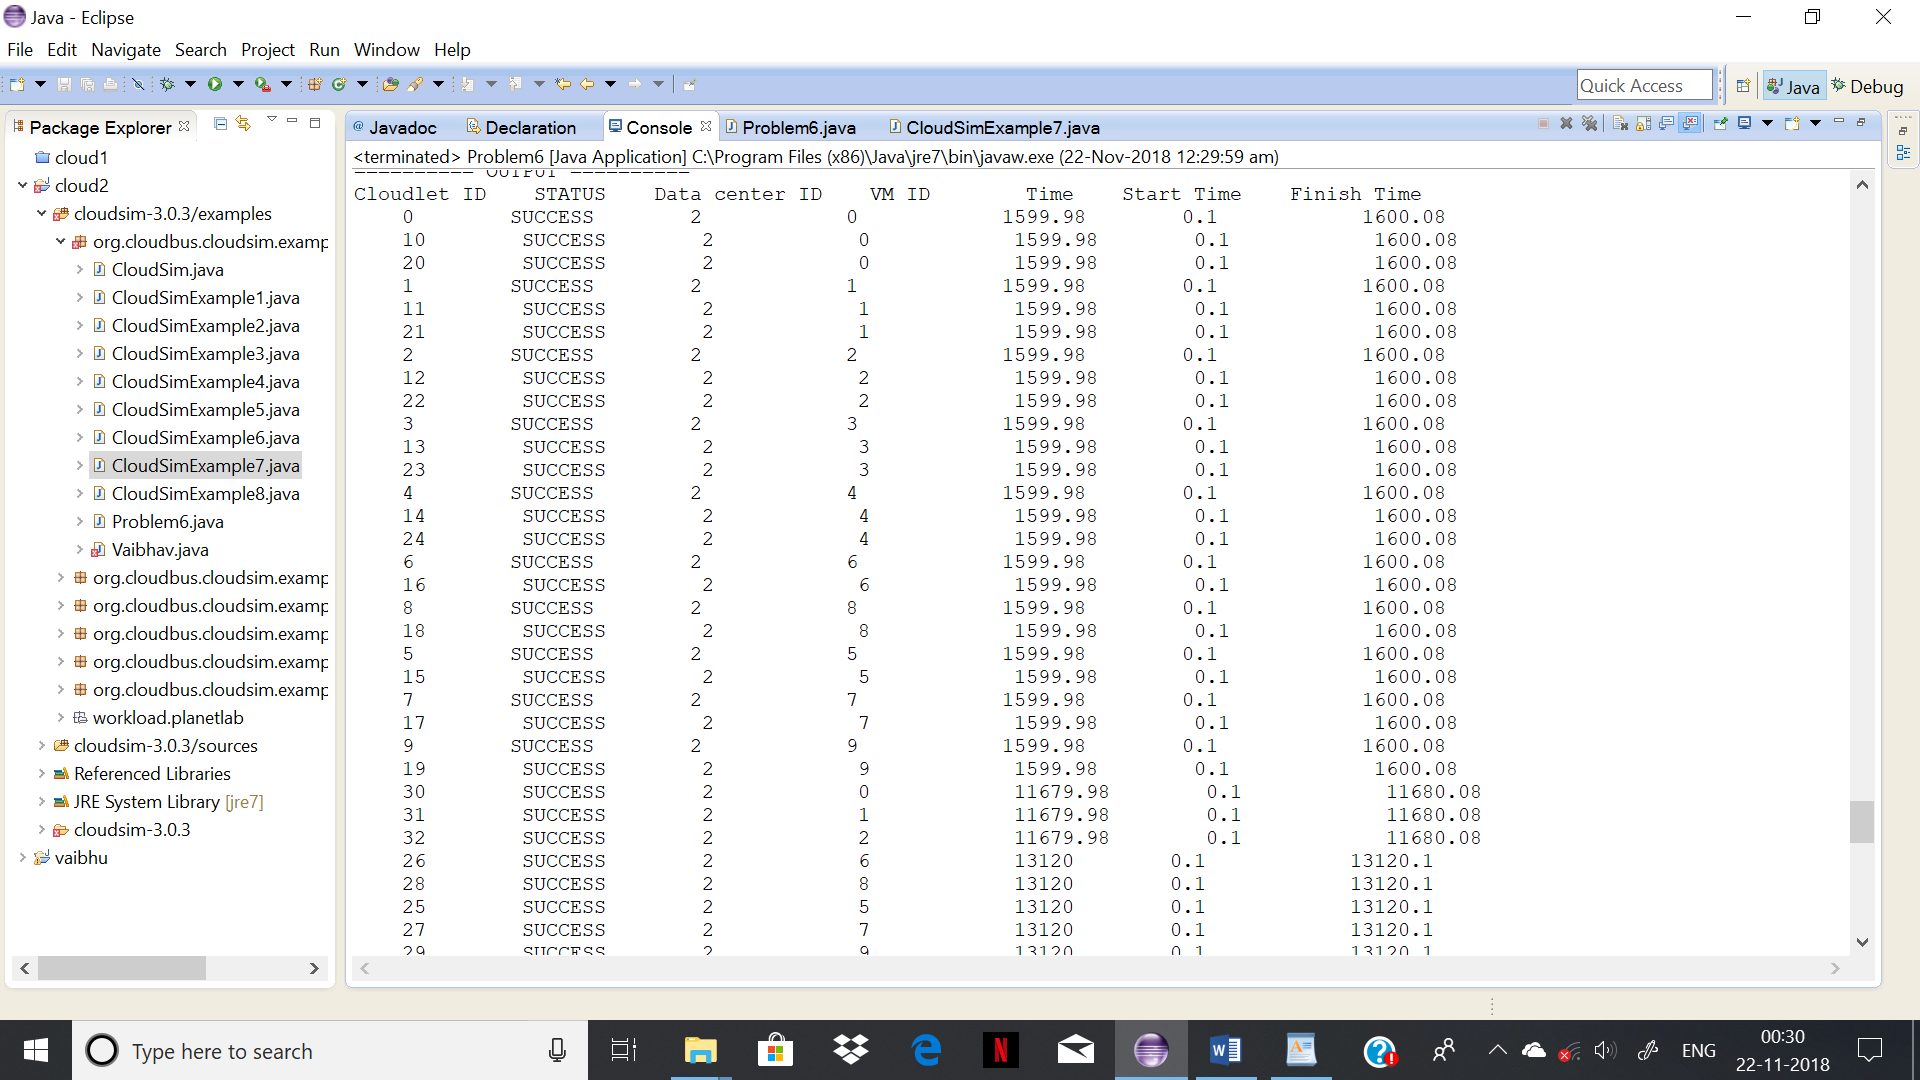 Java - Eclipse
File Edit Navigate Search Project Run Window Help
Quick Access
Java
Debug
Package Explorer
Javadoc
Declaration
Console
Problem6.java
CloudSimExample7.java
cloud1
cloud2
cloudsim-3.0.3/examples
org.cloudbus.cloudsim.examp
CloudSim.java
CloudSimExample1.java
CloudSimExample2.java
CloudSimExample3.java
CloudSimExample4.java
CloudSimExample5.java
CloudSimExample6.java
CloudSimExample7.java
CloudSimExample8.java
Problem6.java
Vaibhav.java
org.cloudbus.cloudsim.examp
org.cloudbus.cloudsim.examp
org.cloudbus.cloudsim.examp
org.cloudbus.cloudsim.examp
org.cloudbus.cloudsim.examp
workload.planetlab
cloudsim-3.0.3/sources
Referenced Libraries
JRE System Library [jre7]
cloudsim-3.0.3
vaibhu
<terminated> Problem6 [Java Application] C:\Program Files (x86)\Java\jre7\bin\javaw.exe (22-Nov-2018 12:29:59 am)
========== OUTPUT ==========
Cloudlet ID STATUS Data center ID VM ID Time Start Time Finish Time
0 SUCCESS 2 0 1599.98 0.1 1600.08
10 SUCCESS 2 0 1599.98 0.1 1600.08
20 SUCCESS 2 0 1599.98 0.1 1600.08
1 SUCCESS 2 1 1599.98 0.1 1600.08
11 SUCCESS 2 1 1599.98 0.1 1600.08
21 SUCCESS 2 1 1599.98 0.1 1600.08
2 SUCCESS 2 2 1599.98 0.1 1600.08
12 SUCCESS 2 2 1599.98 0.1 1600.08
22 SUCCESS 2 2 1599.98 0.1 1600.08
3 SUCCESS 2 3 1599.98 0.1 1600.08
13 SUCCESS 2 3 1599.98 0.1 1600.08
23 SUCCESS 2 3 1599.98 0.1 1600.08
4 SUCCESS 2 4 1599.98 0.1 1600.08
14 SUCCESS 2 4 1599.98 0.1 1600.08
24 SUCCESS 2 4 1599.98 0.1 1600.08
6 SUCCESS 2 6 1599.98 0.1 1600.08
16 SUCCESS 2 6 1599.98 0.1 1600.08
8 SUCCESS 2 8 1599.98 0.1 1600.08
18 SUCCESS 2 8 1599.98 0.1 1600.08
5 SUCCESS 2 5 1599.98 0.1 1600.08
15 SUCCESS 2 5 1599.98 0.1 1600.08
7 SUCCESS 2 7 1599.98 0.1 1600.08
17 SUCCESS 2 7 1599.98 0.1 1600.08
9 SUCCESS 2 9 1599.98 0.1 1600.08
19 SUCCESS 2 9 1599.98 0.1 1600.08
30 SUCCESS 2 0 11679.98 0.1 11680.08
31 SUCCESS 2 1 11679.98 0.1 11680.08
32 SUCCESS 2 2 11679.98 0.1 11680.08
26 SUCCESS 2 6 13120 0.1 13120.1
28 SUCCESS 2 8 13120 0.1 13120.1
25 SUCCESS 2 5 13120 0.1 13120.1
27 SUCCESS 2 7 13120 0.1 13120.1
29 SUCCESS 2 9 13120 0.1 13120.1
Type here to search
ENG
00:30
22-11-2018